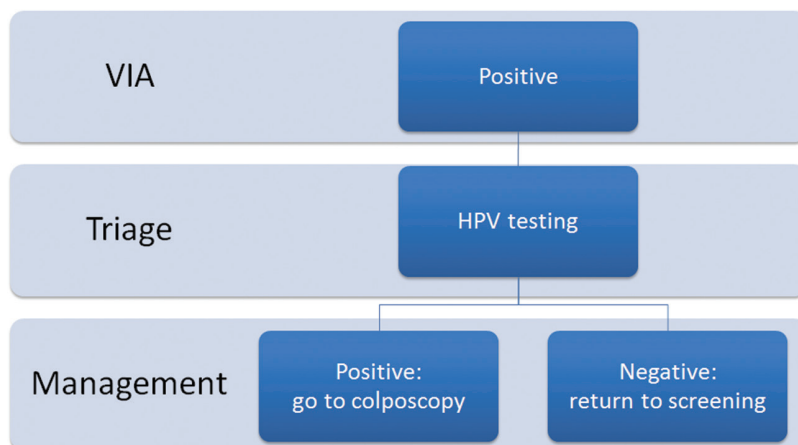 VIA
Positive
Triage
HPV testing
Management
Positive:
go to colposcopy
Negative:
return to screening